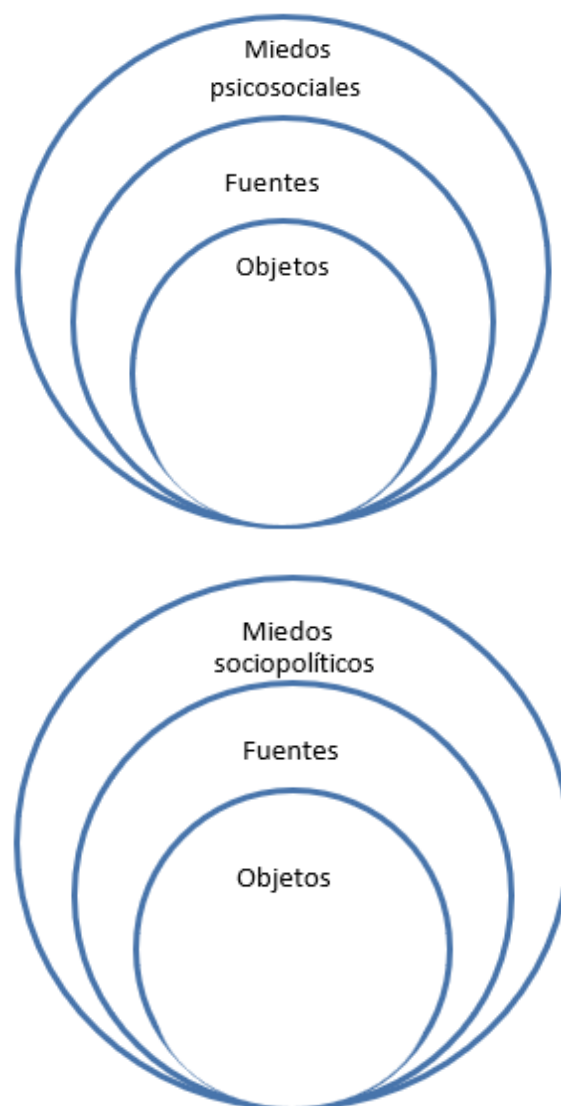 Miedos
psicosociales
Fuentes
Objetos
Miedos
sociopolíticos
Fuentes
Objetos